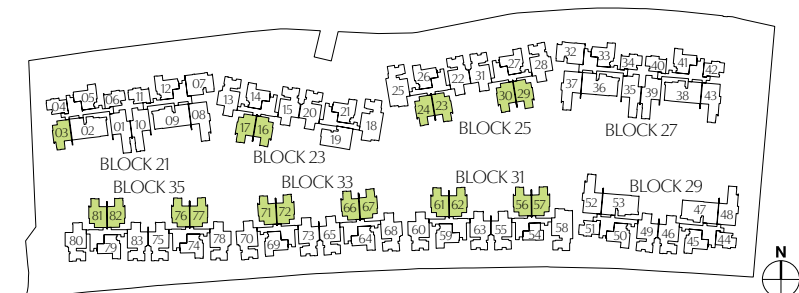 04 05 06 11 12 07
03 02 01 10 09 08
BLOCK 21
13 14 15 20 21 18
17 16 19
BLOCK 23
25 26 22 31 27 28
24 23 30 29
BLOCK 25
32 33 34 40 41 42
37 36 35 39 38 43
BLOCK 27
BLOCK 35
81 82 76 77
80 79 83 75 74 78
BLOCK 33
71 72 66 67
70 69 73 65 64 68
BLOCK 31
61 62 56 57
60 59 63 55 54 58
BLOCK 29
52 53 47 48
51 50 49 46 45 44
N